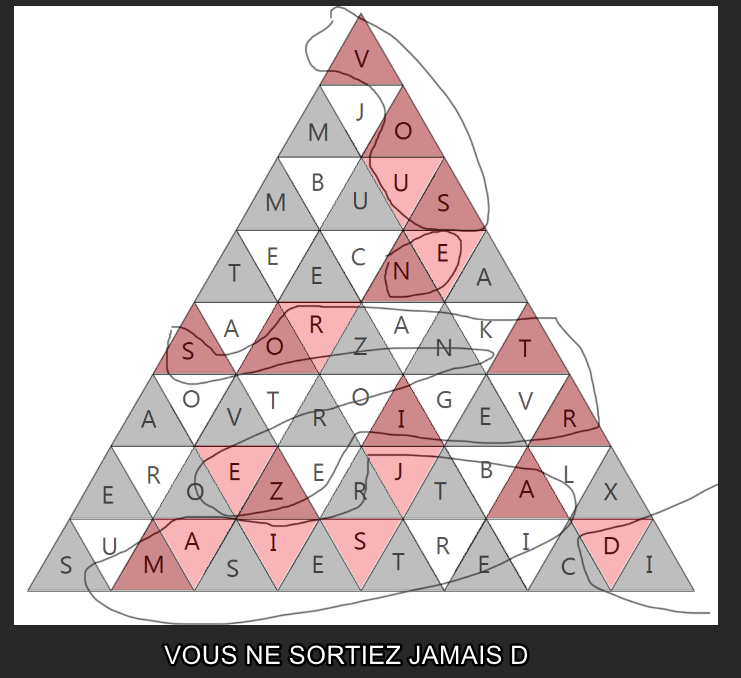 V
M J O
M B U U S
T E E C N E A
S A O R Z A N K T
A O V T R O I G E V R
E R O E Z E R J T B A L X
S U M A S I E S T R E I C D I
VOUS NE SORTIEZ JAMAIS D